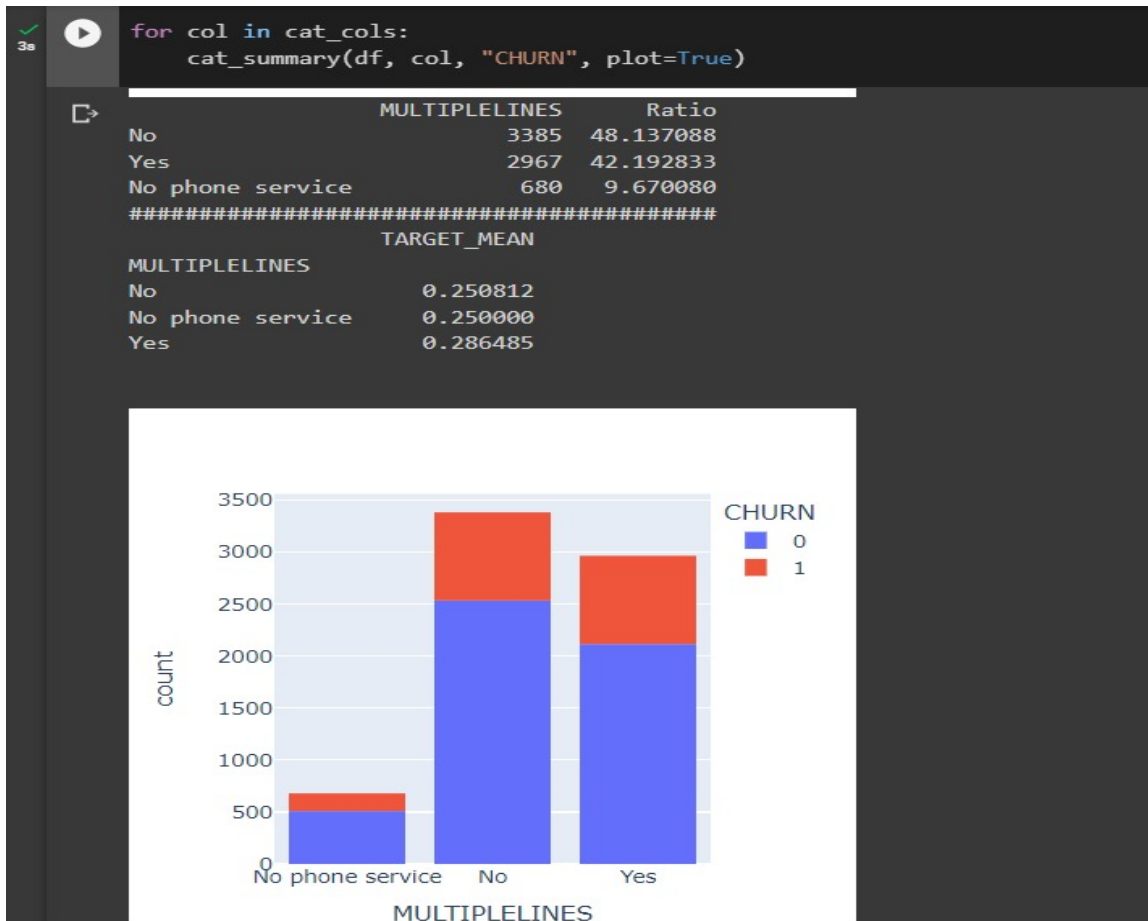 3s
for col in cat_cols:
cat_summary(df, col, "CHURN", plot=True)
MULTIPLELINES Ratio
No 3385 48.137088
Yes 2967 42.192833
No phone service 680 9.670080
##########################################
TARGET_MEAN
MULTIPLELINES
No 0.250812
No phone service 0.250000
Yes 0.286485
3500
3000
2500
2000
1500
1000
500
0
count
No phone service No Yes
MULTIPLELINES
CHURN
0
1